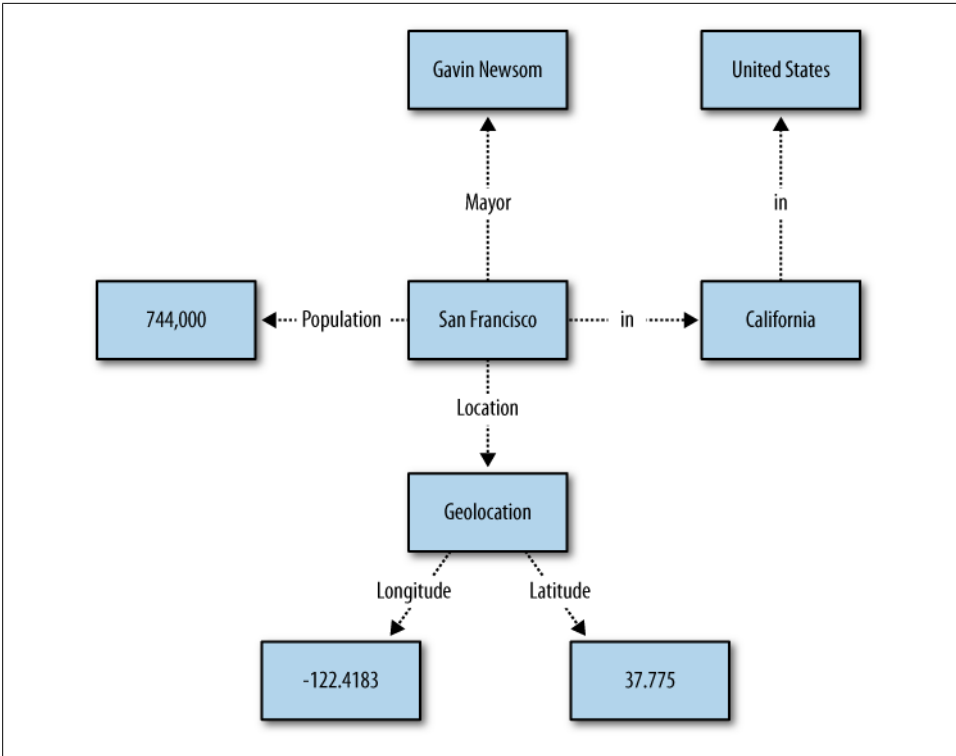 Gavin Newsom
United States
Mayor
in
744,000
Population
San Francisco
in
California
Location
Geolocation
Longitude
Latitude
-122.4183
37.775